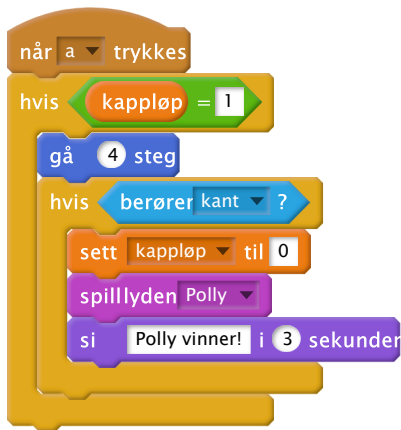 når a trykkes
hvis kappløp = 1
gå 4 steg
hvis berører kant ?
sett kappløp til 0
spilllyden Polly
si Polly vinner! i 3 sekunder